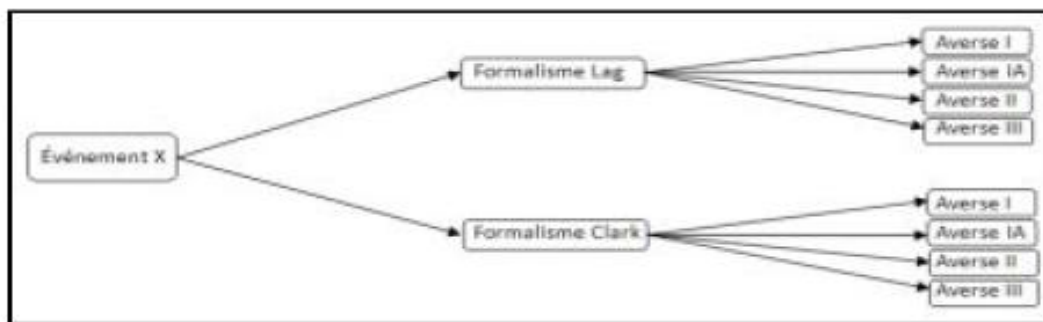 Événement X
Formalisme Lag
Averse I
Averse IA
Averse II
Averse III
Formalisme Clark
Averse I
Averse IA
Averse II
Averse III